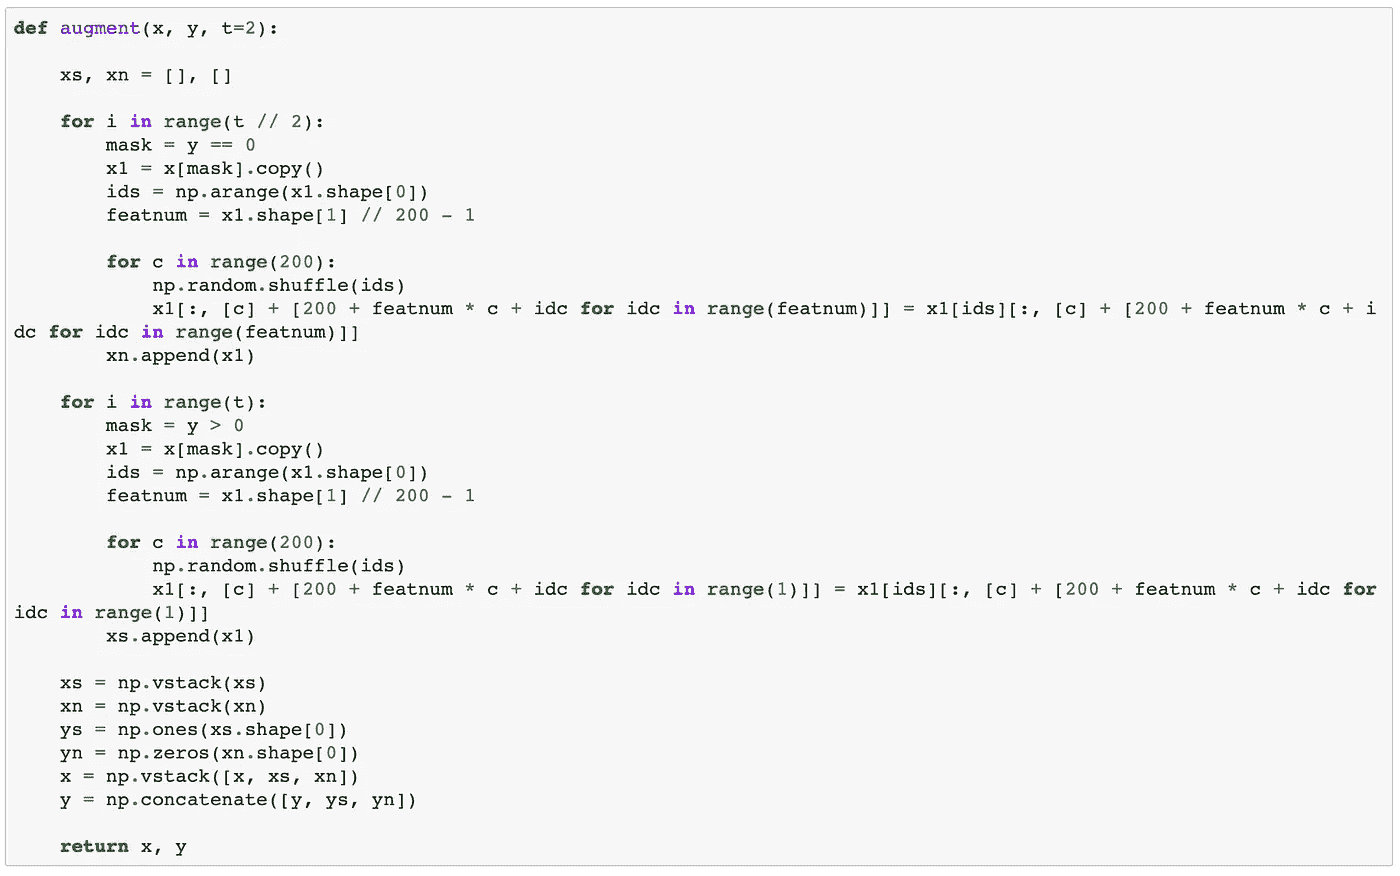 def augment(x, y, t=2):
    xs, xn = [], []
    for i in range(t // 2):
        mask = y == 0
        x1 = x[mask].copy()
        ids = np.arange(x1.shape[0])
        featnum = x1.shape[1] // 200 - 1
        for c in range(200):
            np.random.shuffle(ids)
            x1[:, [c] + [200 + featnum * c + idc for idc in range(featnum)]] = x1[ids][:, [c] + [200 + featnum * c + i
dc for idc in range(featnum)]]
        xn.append(x1)
    for i in range(t):
        mask = y > 0
        x1 = x[mask].copy()
        ids = np.arange(x1.shape[0])
        featnum = x1.shape[1] // 200 - 1
        for c in range(200):
            np.random.shuffle(ids)
            x1[:, [c] + [200 + featnum * c + idc for idc in range(1)]] = x1[ids][:, [c] + [200 + featnum * c + idc for
idc in range(1)]]
        xs.append(x1)
    xs = np.vstack(xs)
    xn = np.vstack(xn)
    ys = np.ones(xs.shape[0])
    yn = np.zeros(xn.shape[0])
    x = np.vstack([x, xs, xn])
    y = np.concatenate([y, ys, yn])
    return x, y